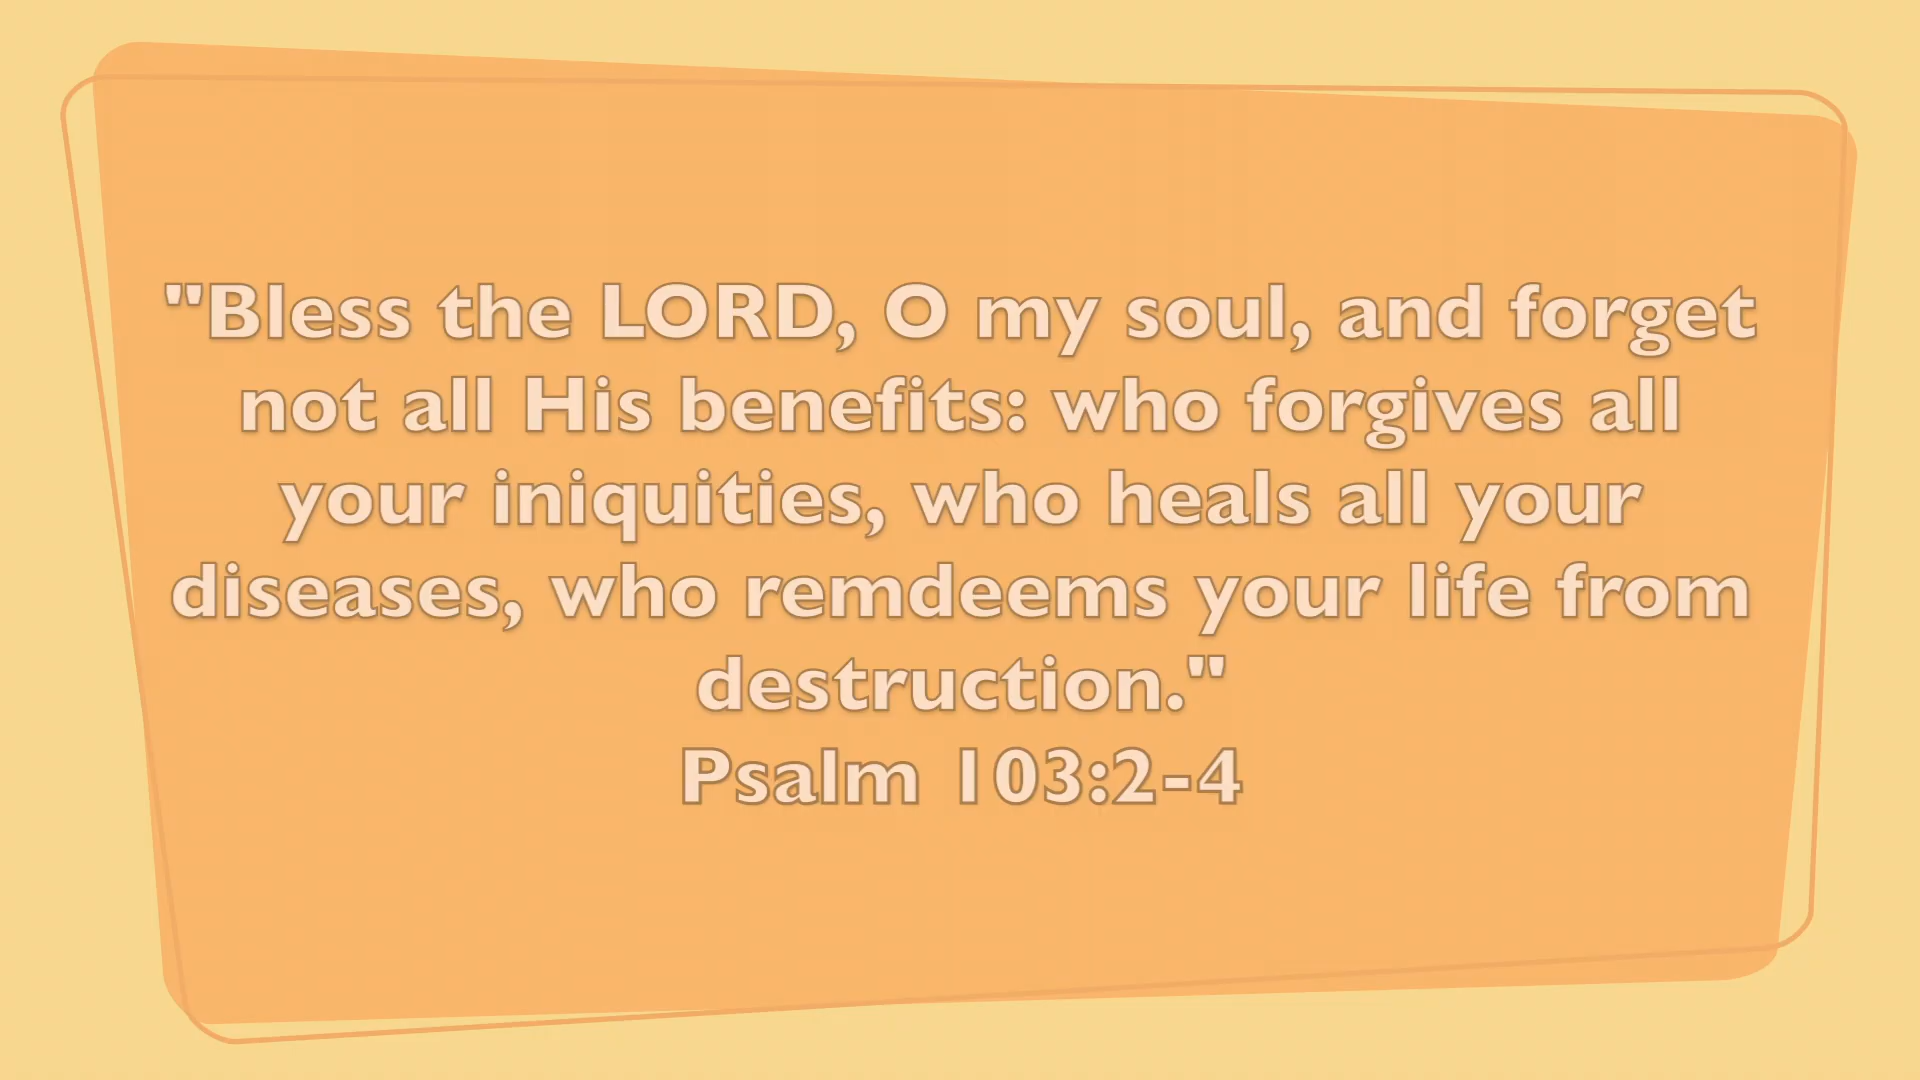 "Bless the LORD, O my soul, and forget
not all His benefits: who forgives all
your iniquities, who heals all your
diseases, who remdeems your life from
destruction."
Psalm 103:2-4